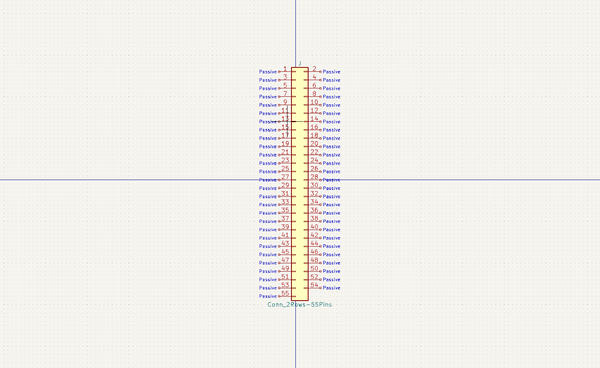 J
Passive 1 2 Passive
Passive 3 4 Passive
Passive 5 6 Passive
Passive 7 8 Passive
Passive 9 10 Passive
Passive 11 12 Passive
Passive 13 14 Passive
Passive 15 16 Passive
Passive 17 18 Passive
Passive 19 20 Passive
Passive 21 22 Passive
Passive 23 24 Passive
Passive 25 26 Passive
Passive 27 28 Passive
Passive 29 30 Passive
Passive 31 32 Passive
Passive 33 34 Passive
Passive 35 36 Passive
Passive 37 38 Passive
Passive 39 40 Passive
Passive 41 42 Passive
Passive 43 44 Passive
Passive 45 46 Passive
Passive 47 48 Passive
Passive 49 50 Passive
Passive 51 52 Passive
Passive 53 54 Passive
Passive 55
Conn_2Rows-55Pins